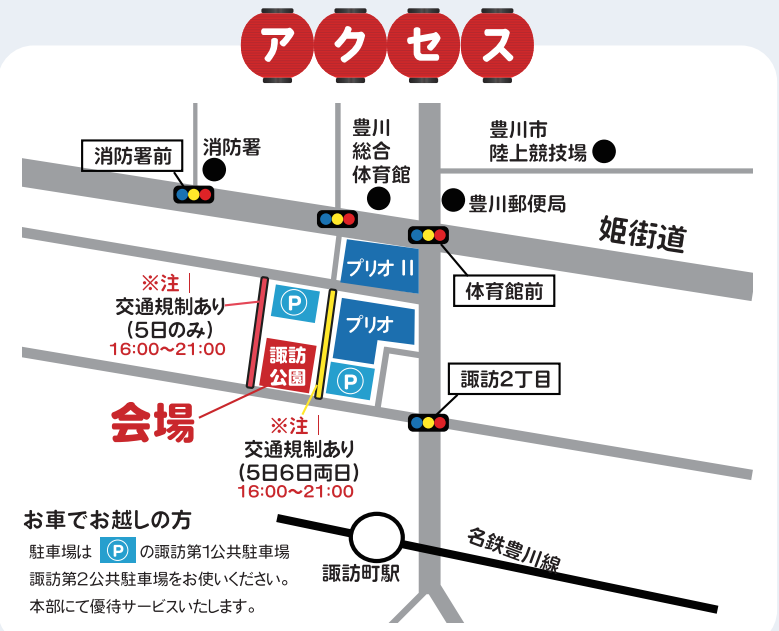 アクセス
豊川
総合
体育館
豊川市
陸上競技場
消防署前
消防署
豊川郵便局
姫街道
プリオⅡ
体育館前
※注
交通規制あり
(5日のみ)
16:00〜21:00
P
プリオ
諏訪
公園
P
諏訪2丁目
会場
※注
交通規制あり
(5日6日両日)
16:00〜21:00
お車でお越しの方
駐車場は P の諏訪第1公共駐車場
諏訪第2公共駐車場をお使いください。
本部にて優待サービスいたします。
名鉄豊川線
諏訪町駅